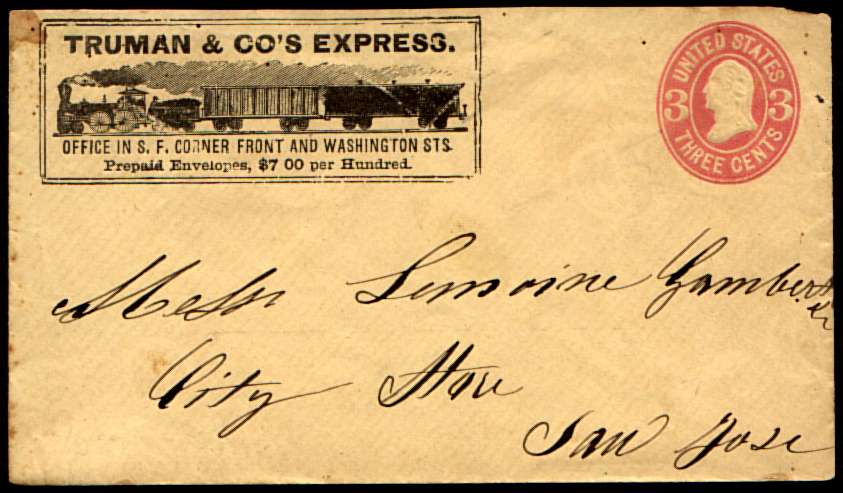 TRUMAN & CO'S EXPRESS.
OFFICE IN S. F. CORNER FRONT AND WASHINGTON STS.
Prepaid Envelopes, $7 00 per Hundred.
UNITED STATES
3 3
THREE CENTS
Messr Lemoine Gambert
City Store
San Jose